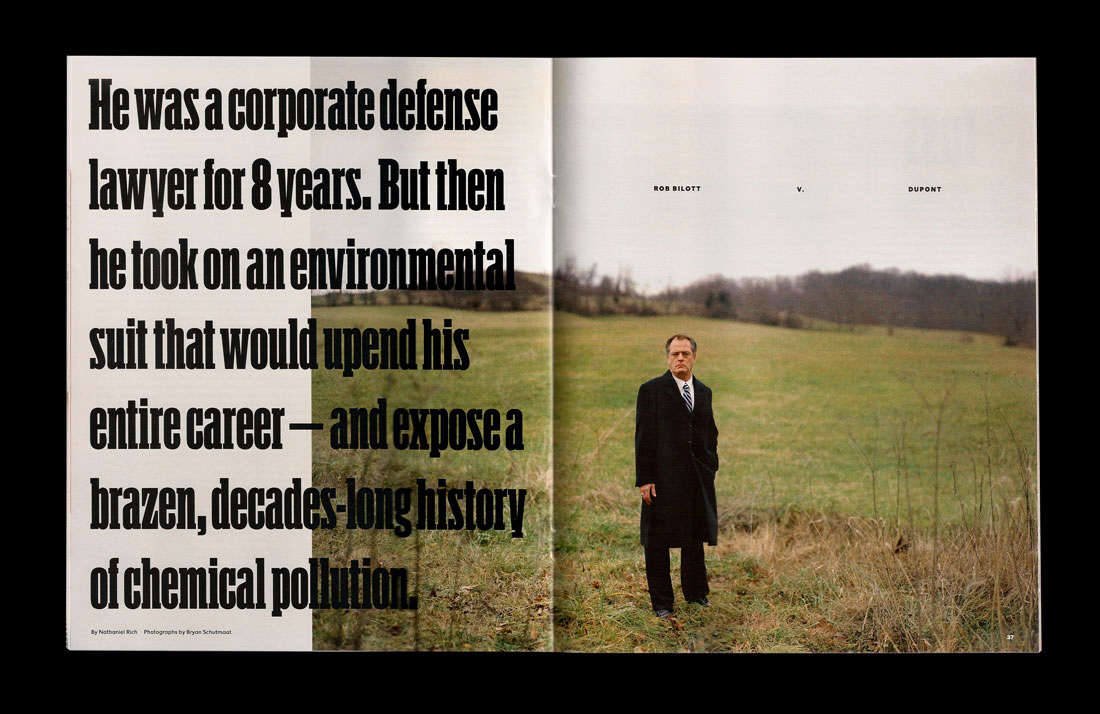 He was a corporate defense
lawyer for 8 years. But then
he took on an environmental
suit that would upend his
entire career — and expose a
brazen, decades-long history
of chemical pollution.
By Nathaniel Rich Photographs by Bryan Schutmaat
ROB BILOTT V. DUPONT
37